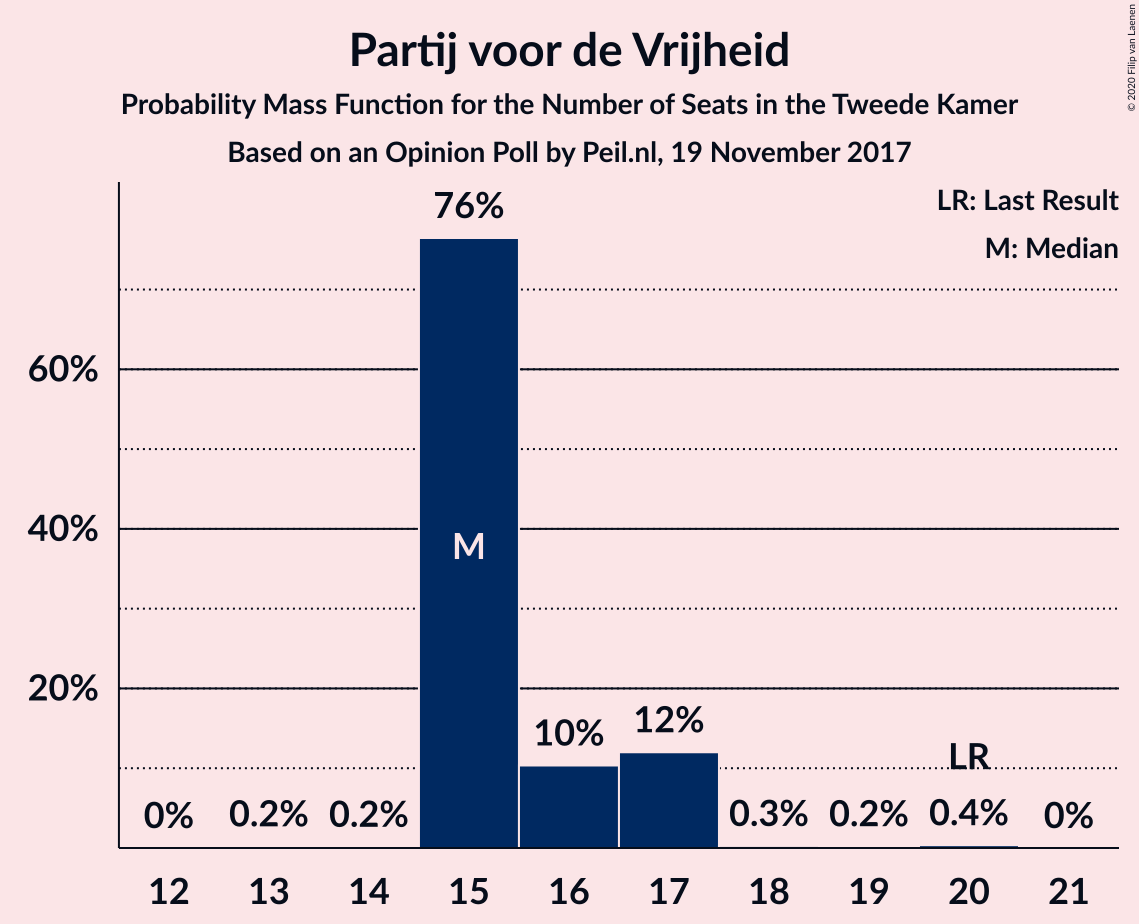 Partij voor de Vrijheid
Probability Mass Function for the Number of Seats in the Tweede Kamer
Based on an Opinion Poll by Peil.nl, 19 November 2017
© 2020 Filip van Laenen
LR: Last Result
M: Median
76%
60%
40%
M
20%
12%
10%
LR
0%
0.2%
0.2%
0.3%
0.2%
0.4%
0%
12 13 14 15 16 17 18 19 20 21